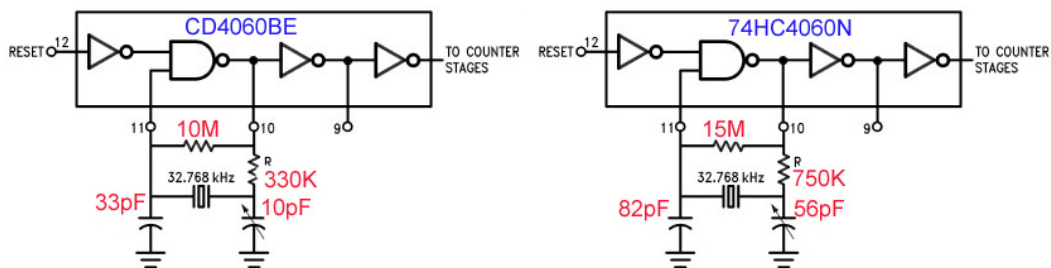 CD4060BE
RESET 12
TO COUNTER
STAGES
11
10M
10
9
R
32.768 kHz
330K
33pF
10pF
74HC4060N
RESET 12
TO COUNTER
STAGES
11
15M
10
9
R
32.768 kHz
750K
82pF
56pF